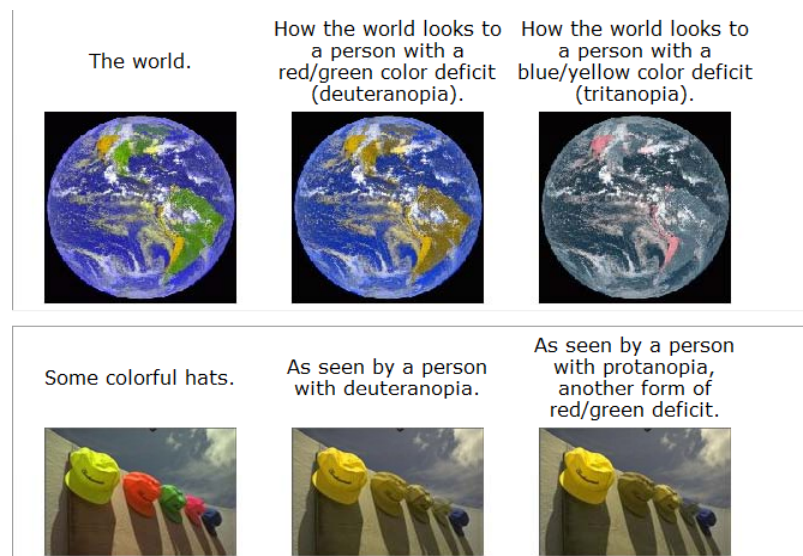 The world.
How the world looks to
a person with a
red/green color deficit
(deuteranopia).
How the world looks to
a person with a
blue/yellow color deficit
(tritanopia).
Some colorful hats.
As seen by a person
with deuteranopia.
As seen by a person
with protanopia,
another form of
red/green deficit.